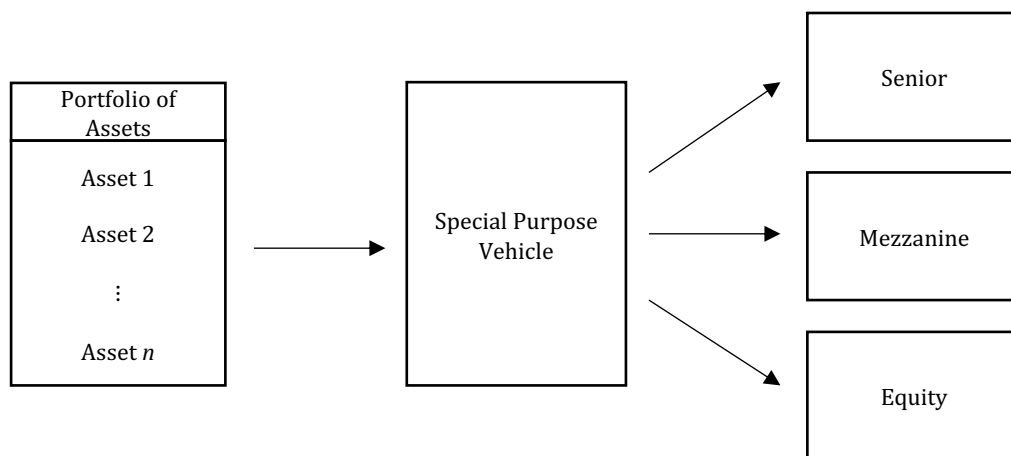 Portfolio of
Assets
Asset 1
Asset 2
⋮
Asset n
Special Purpose
Vehicle
Senior
Mezzanine
Equity